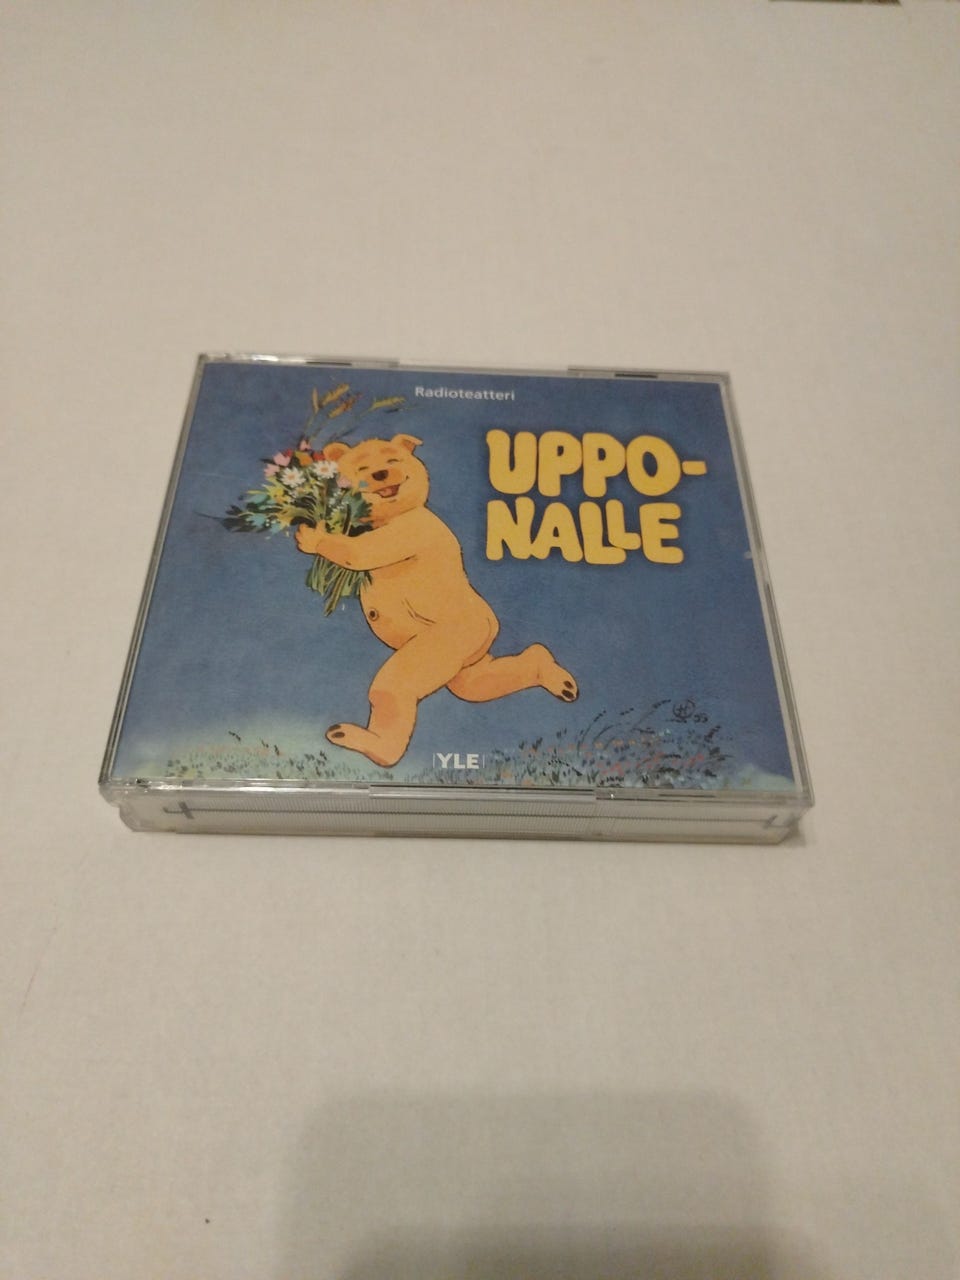 Radioteatteri
UPPO-
NALLE
YLE